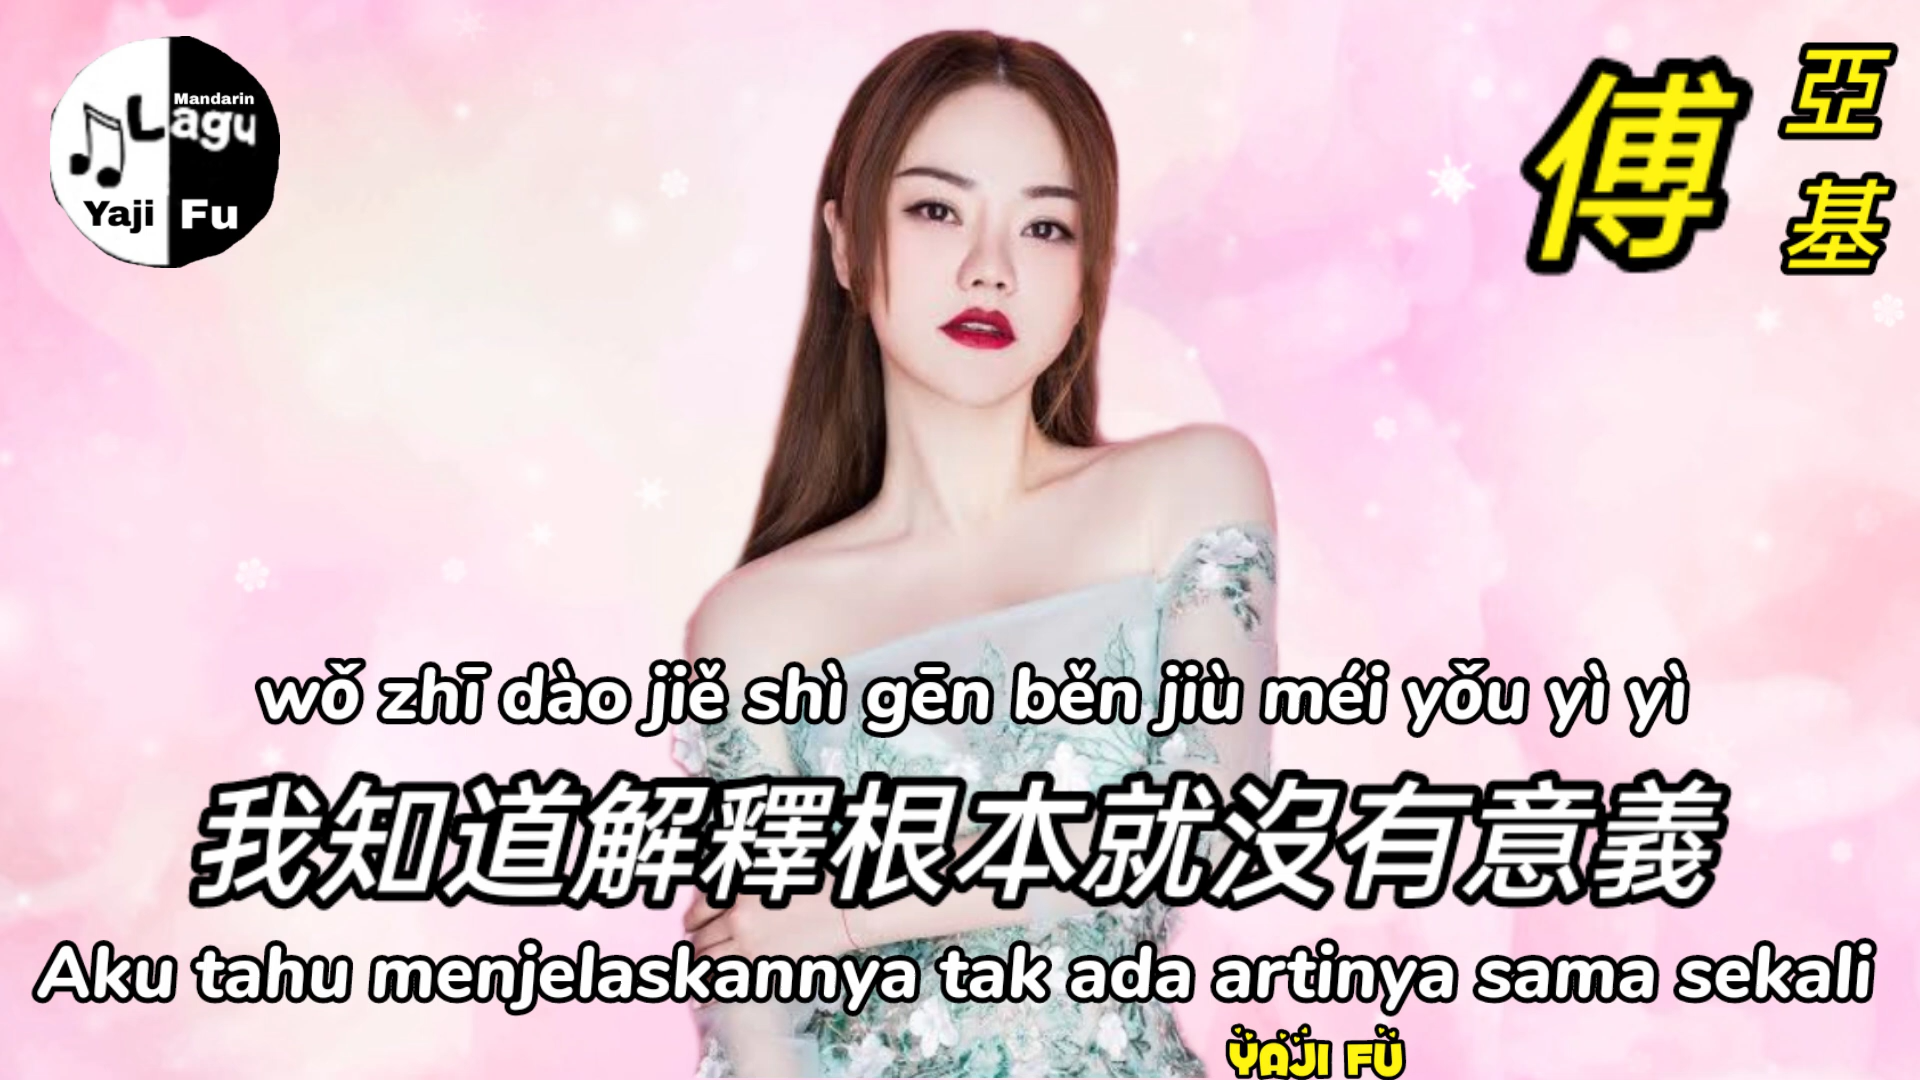 Mandarin
Lagu
Yaji Fu
傅
亞
基
wǒ zhī dào jiě shì gēn běn jiù méi yǒu yì yì
我知道解釋根本就沒有意義
Aku tahu menjelaskannya tak ada artinya sama sekali
YAJI FU